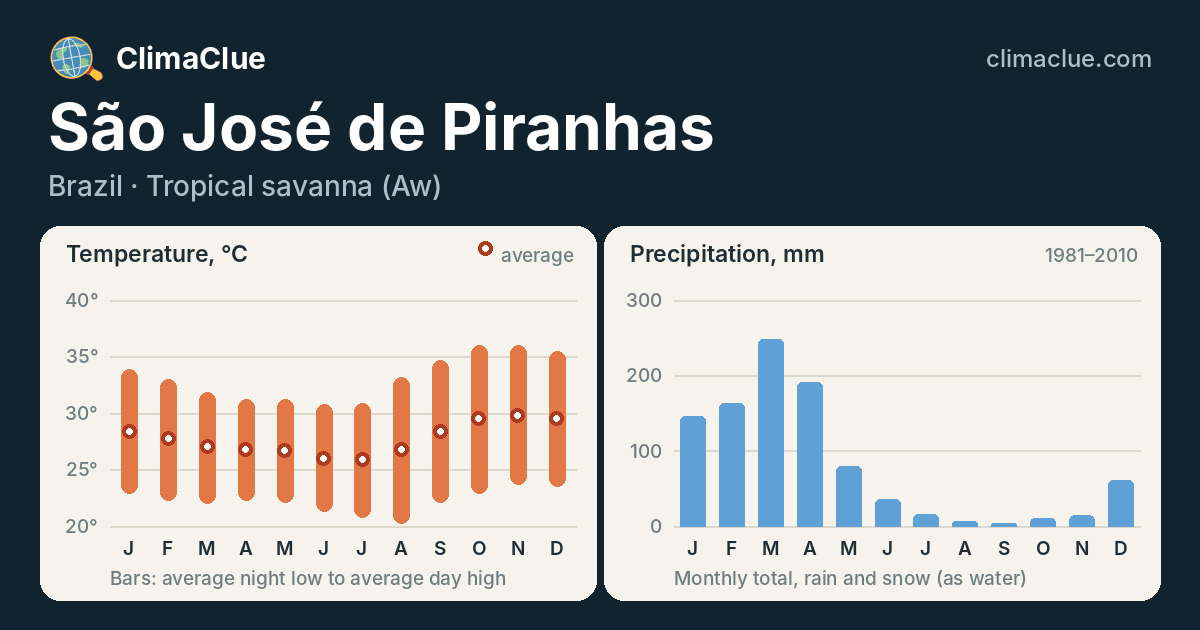 ClimaClue
climaclue.com
São José de Piranhas
Brazil · Tropical savanna (Aw)
Temperature, °C
average
40°
35°
30°
25°
20°
J F M A M J J A S O N D
Bars: average night low to average day high
Precipitation, mm
1981–2010
300
200
100
0
J F M A M J J A S O N D
Monthly total, rain and snow (as water)